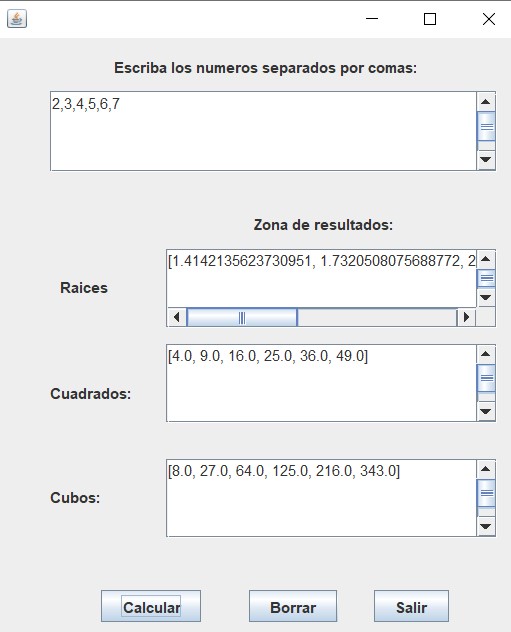 Escriba los numeros separados por comas:
2,3,4,5,6,7
Zona de resultados:
Raices
[1.4142135623730951, 1.7320508075688772, 2
Cuadrados:
[4.0, 9.0, 16.0, 25.0, 36.0, 49.0]
Cubos:
[8.0, 27.0, 64.0, 125.0, 216.0, 343.0]
Calcular Borrar Salir